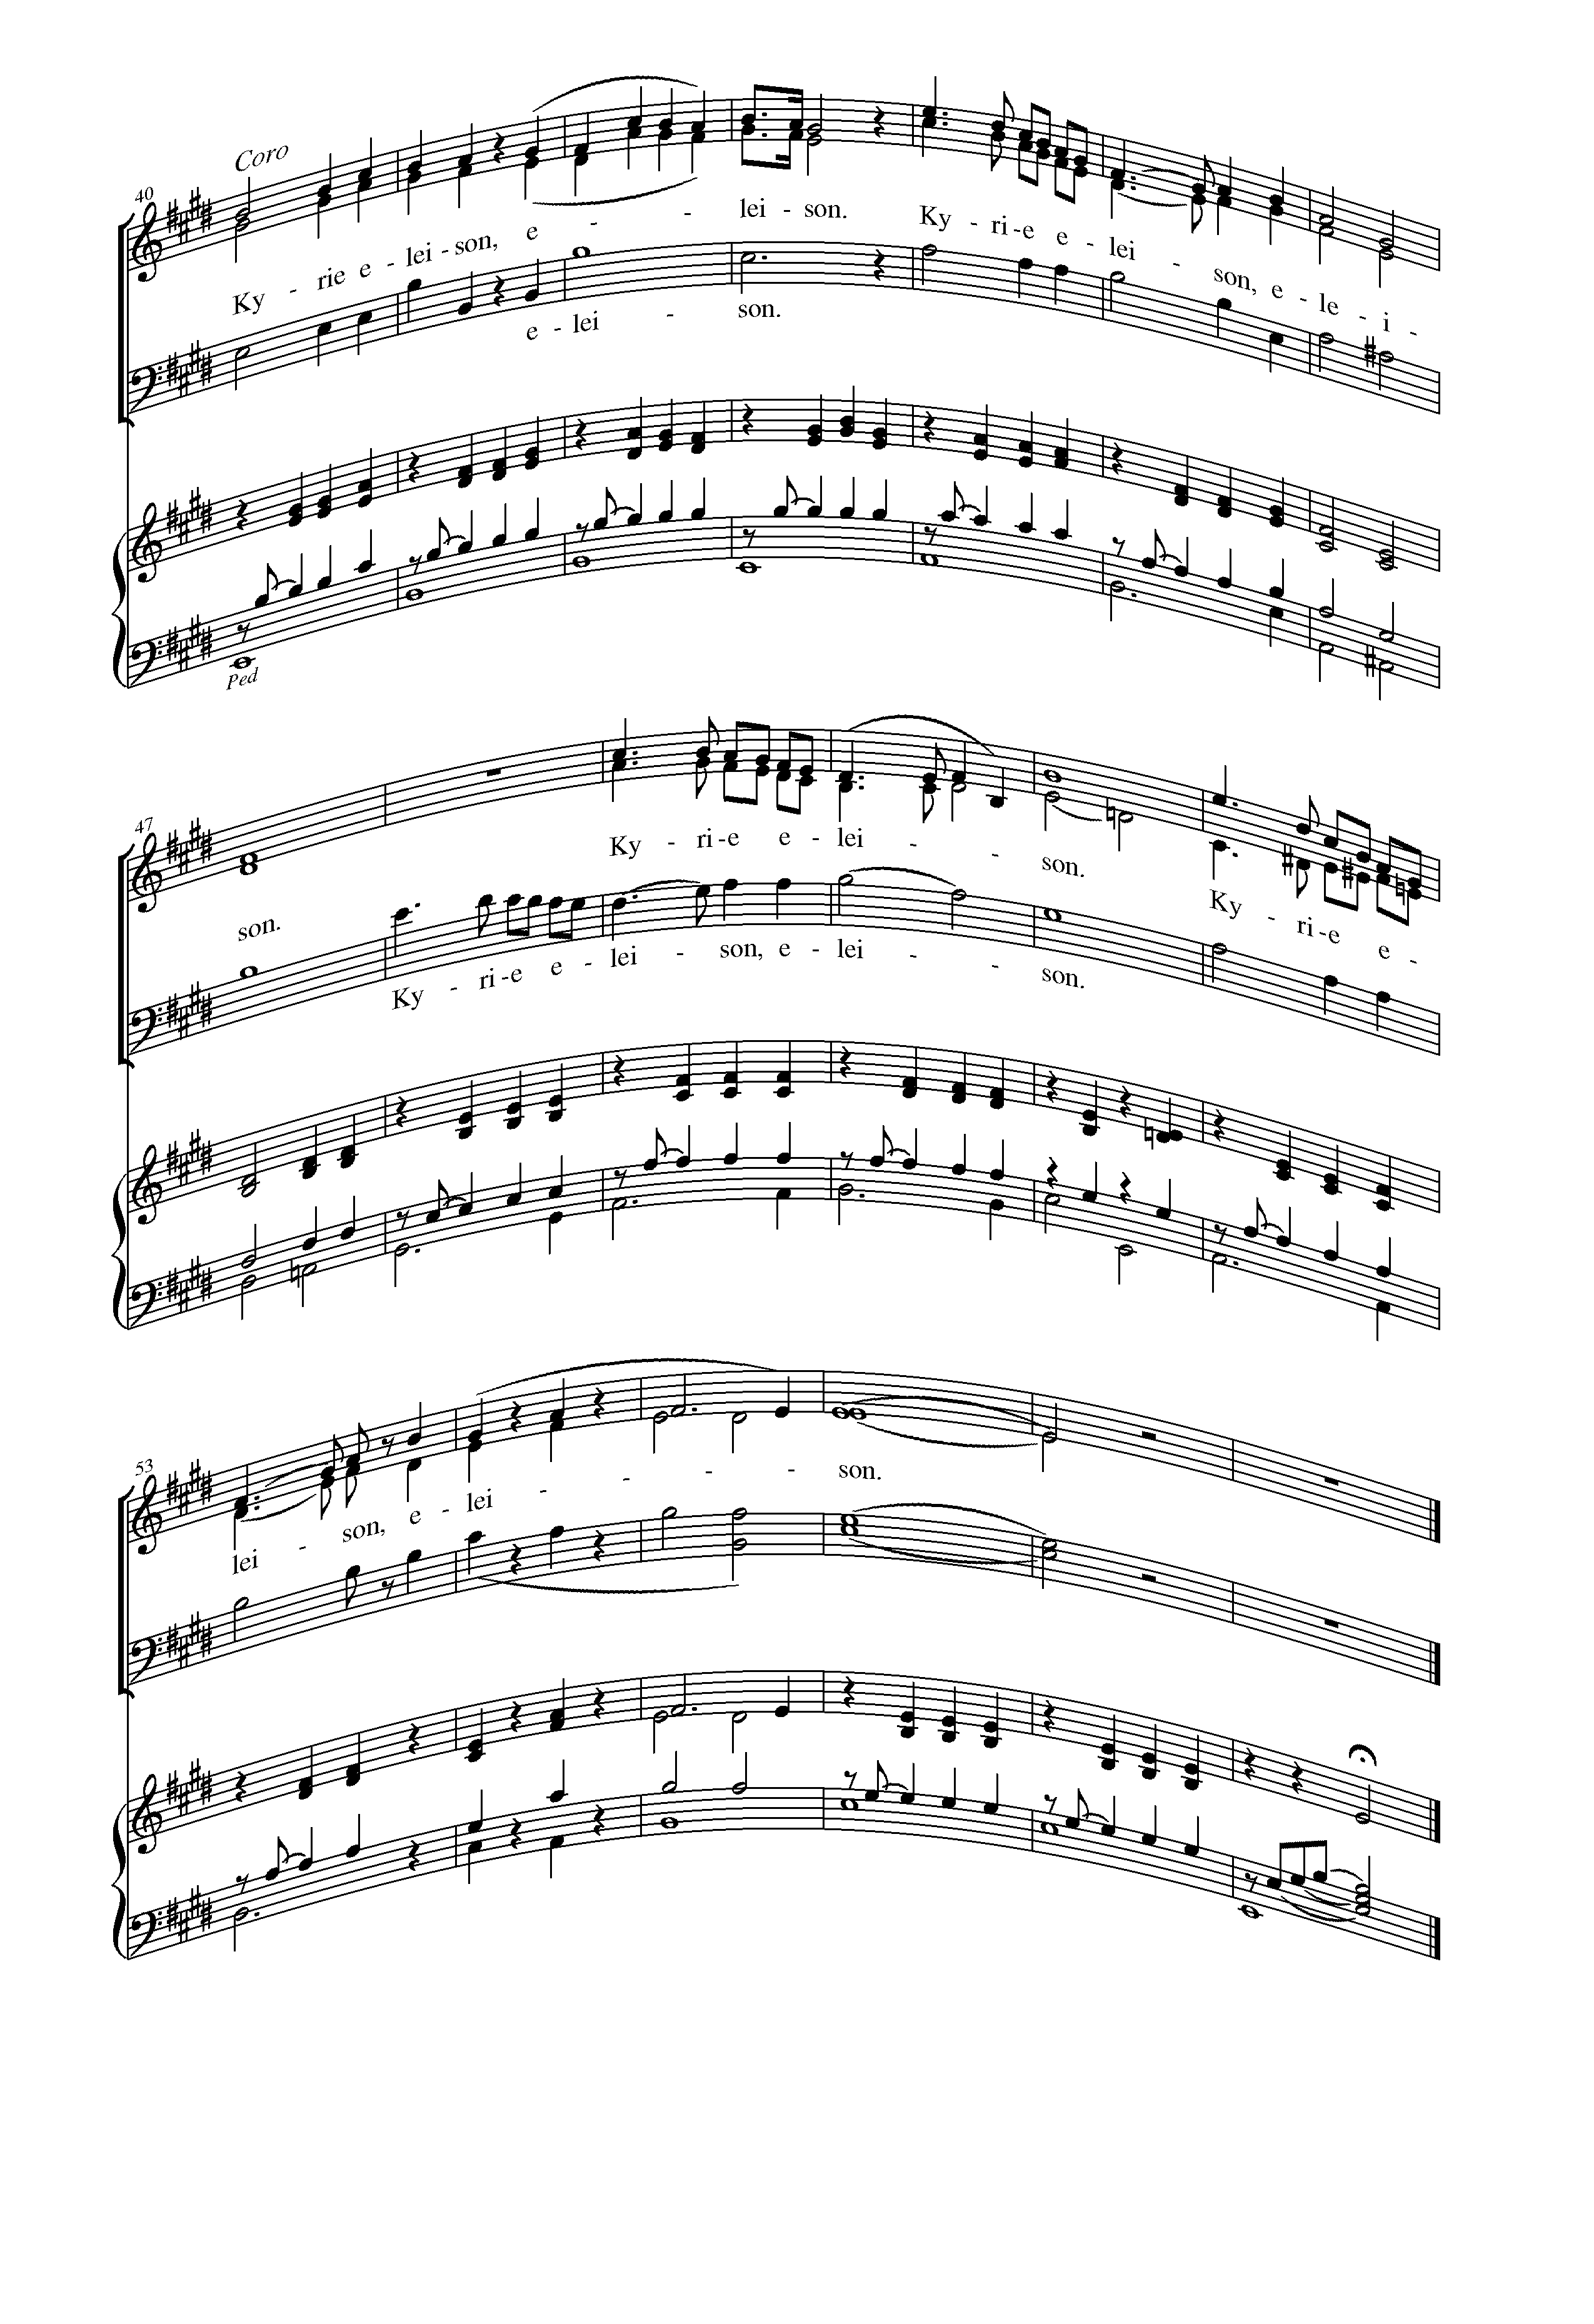 Coro
40
Ky - rie e - lei - son, e - - lei - son. Ky - ri -e e - lei - son, e - le - i -
e - lei - son.
Ped
47
son. Ky - ri -e e - lei - - son. Ky - ri -e e -
Ky - ri -e e - lei - son, e - lei - - son.
53
lei - son, e - lei - - - - son.